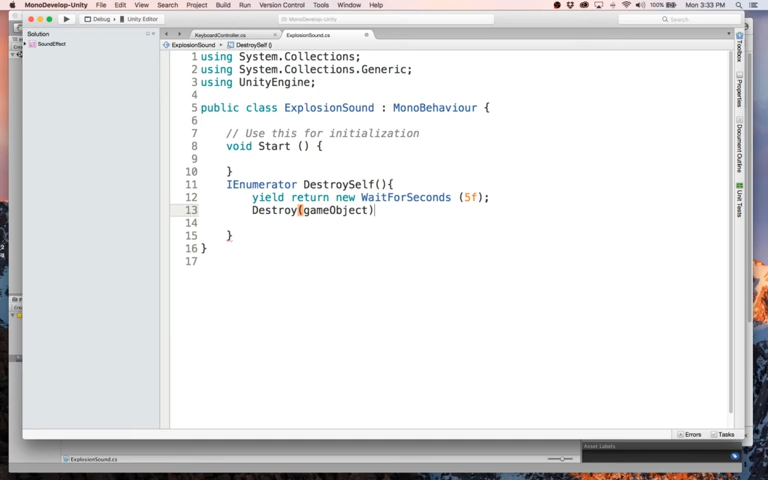 MonoDevelop-Unity File Edit View Search Project Build Run Version Control Tools Window Help 100% Mon 3:33 PM
MonoDevelop-Unity
Debug Unity Editor Search
Solution
KeyboardController.cs ExplosionSound.cs
SoundEffect
ExplosionSound DestroySelf ()
1 using System.Collections;
2 using System.Collections.Generic;
3 using UnityEngine;
4
5 public class ExplosionSound : MonoBehaviour {
6
7 // Use this for initialization
8 void Start () {
9
10 }
11 IEnumerator DestroySelf(){
12 yield return new WaitForSeconds (5f);
13 Destroy(gameObject)
14
15 }
16 }
17
Toolbox
Properties
Document Outline
Unit Tests
Errors Tasks
Asset Labels
ExplosionSound.cs